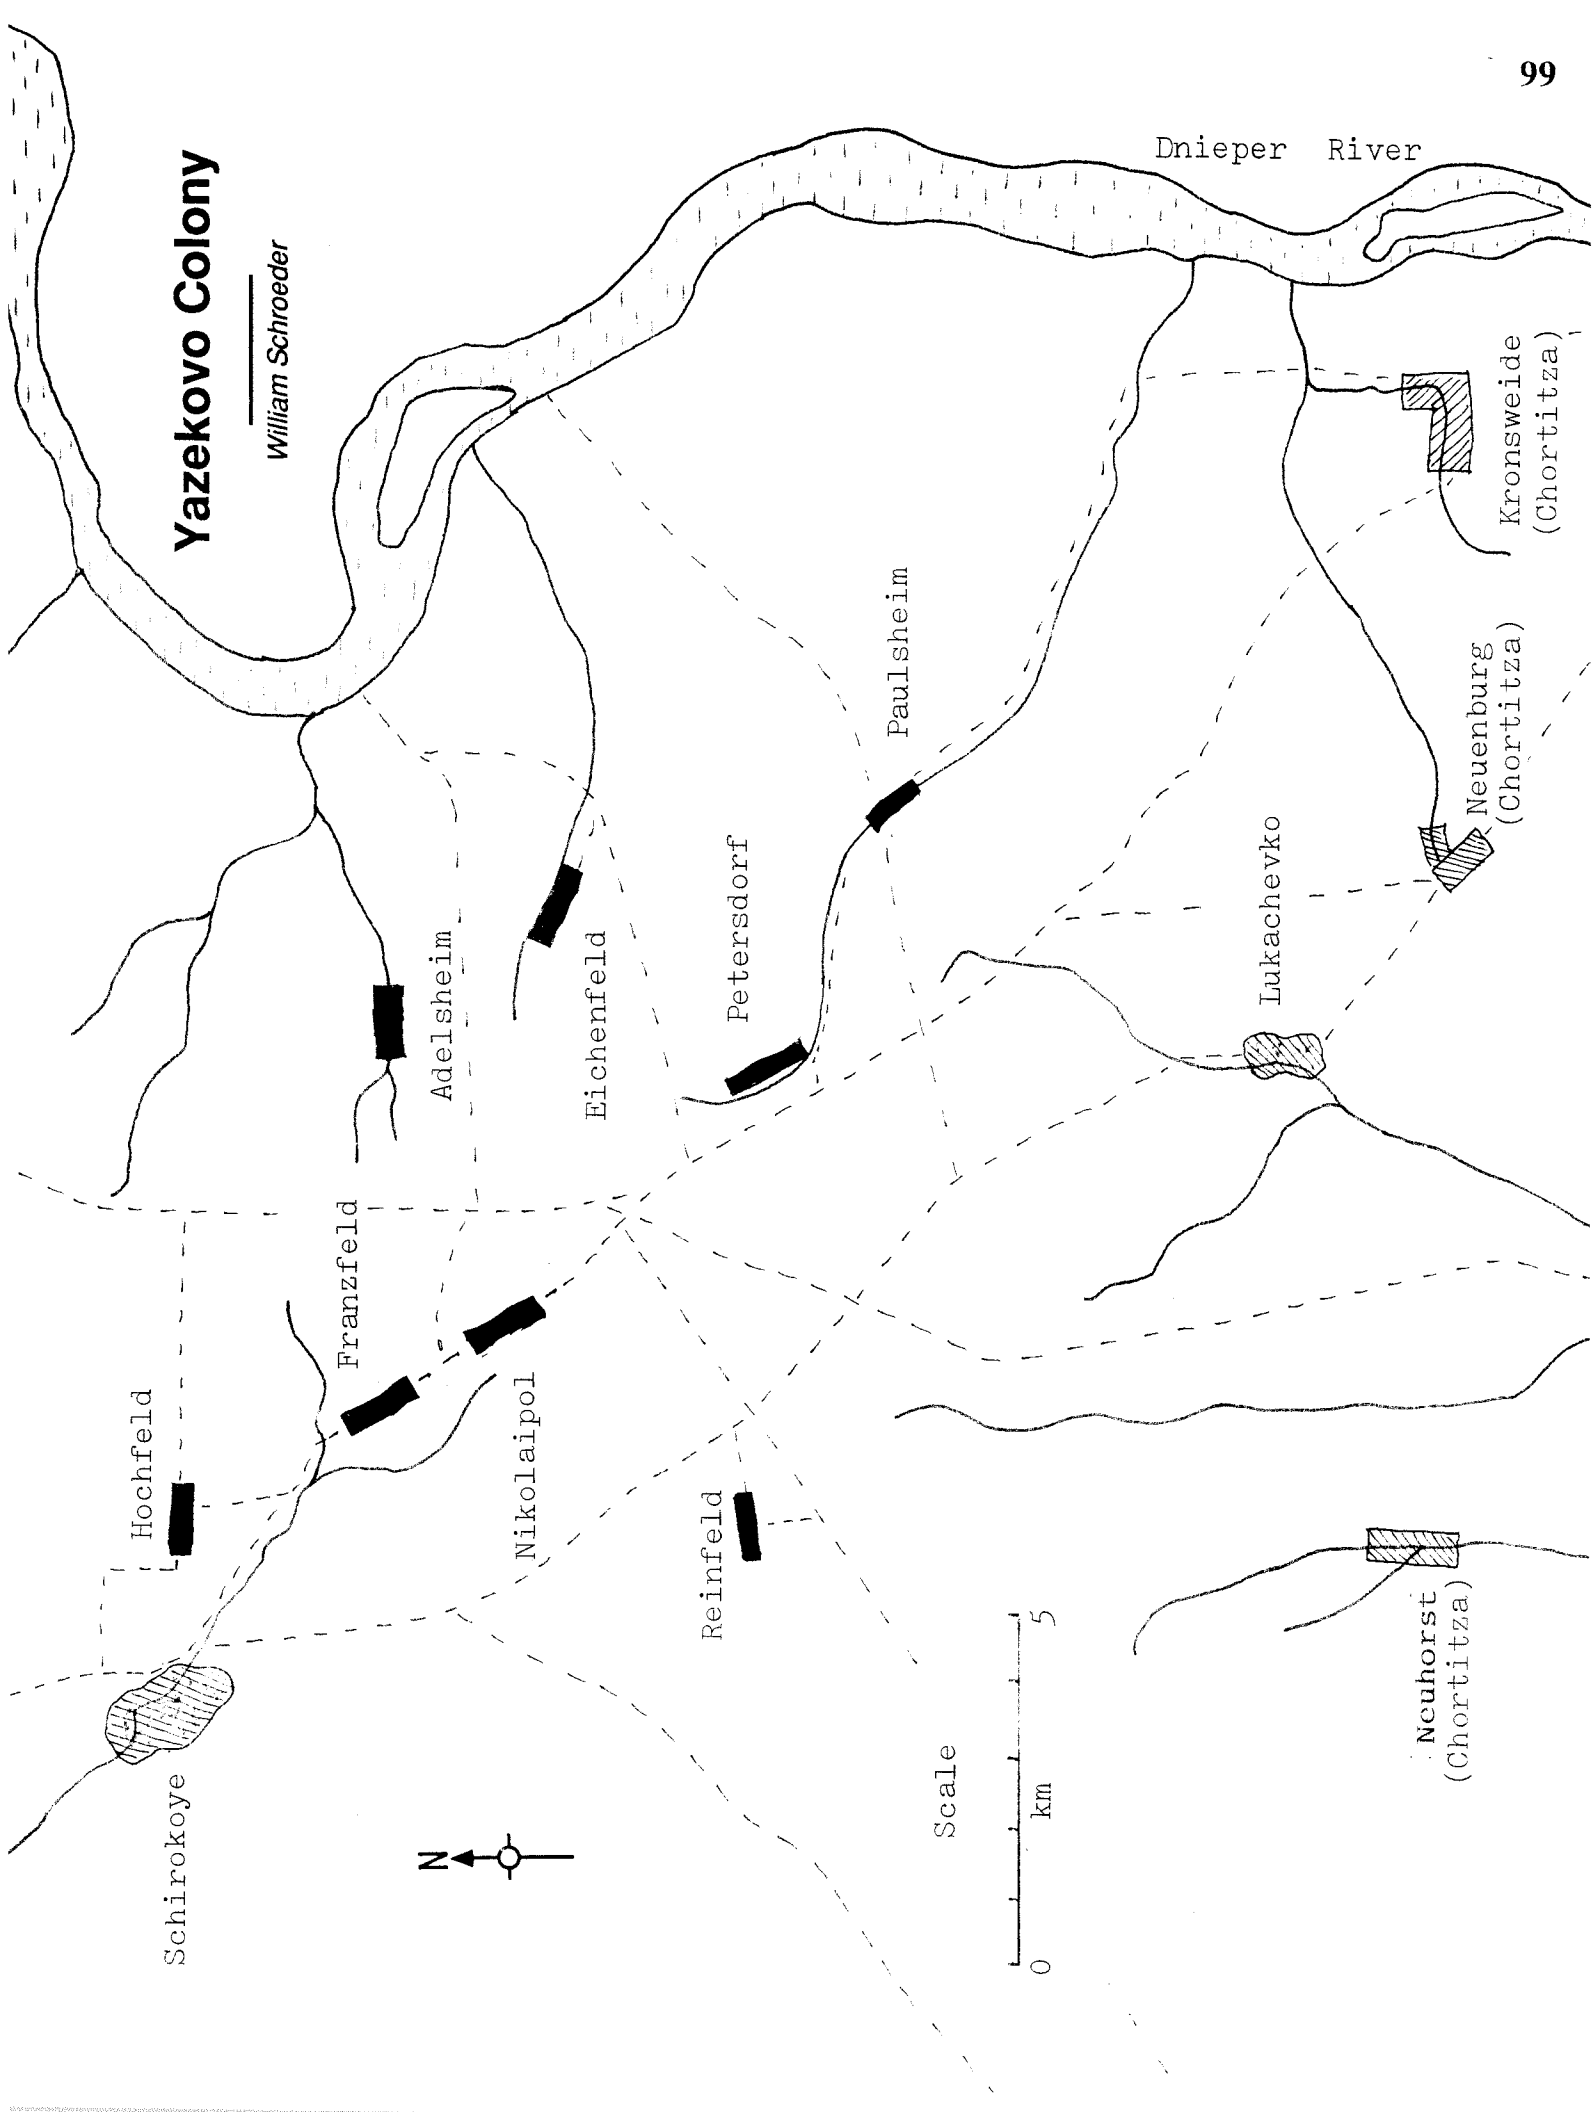 99
Yazekovo Colony
William Schroeder
Dnieper River
Kronsweide
(Chortitza)
Paulsheim
Neuenburg
(Chortitza)
Petersdorf
Lukachevko
Adelsheim
Eichenfeld
Franzfeld
Hochfeld
Nikolaipol
Reinfeld
Schirokoye
N
Scale
0 km 5
Neuhorst
(Chortitza)